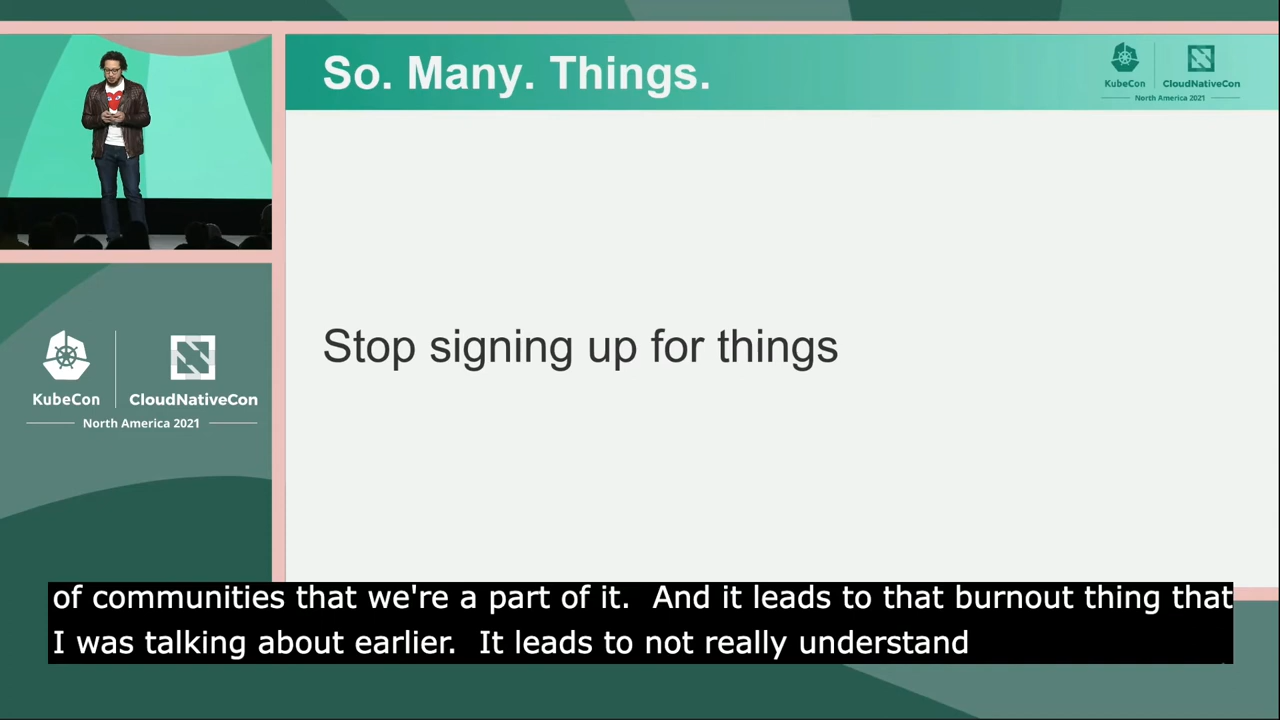 So. Many. Things.
KubeCon
CloudNativeCon
North America 2021
Stop signing up for things
KubeCon
CloudNativeCon
North America 2021
of communities that we're a part of it.  And it leads to that burnout thing that
I was talking about earlier.  It leads to not really understand